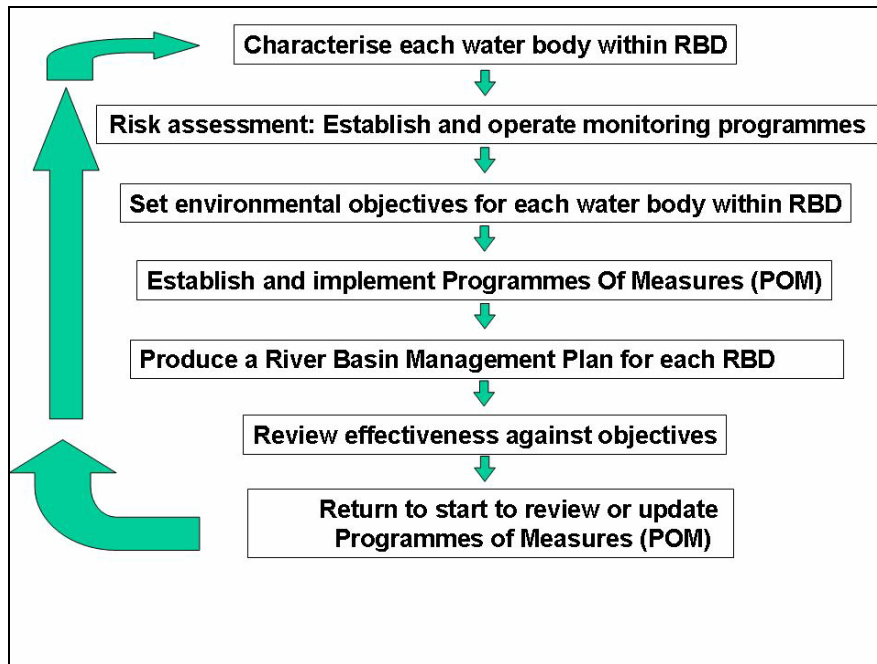 Characterise each water body within RBD
Risk assessment: Establish and operate monitoring programmes
Set environmental objectives for each water body within RBD
Establish and implement Programmes Of Measures (POM)
Produce a River Basin Management Plan for each RBD
Review effectiveness against objectives
Return to start to review or update
Programmes of Measures (POM)